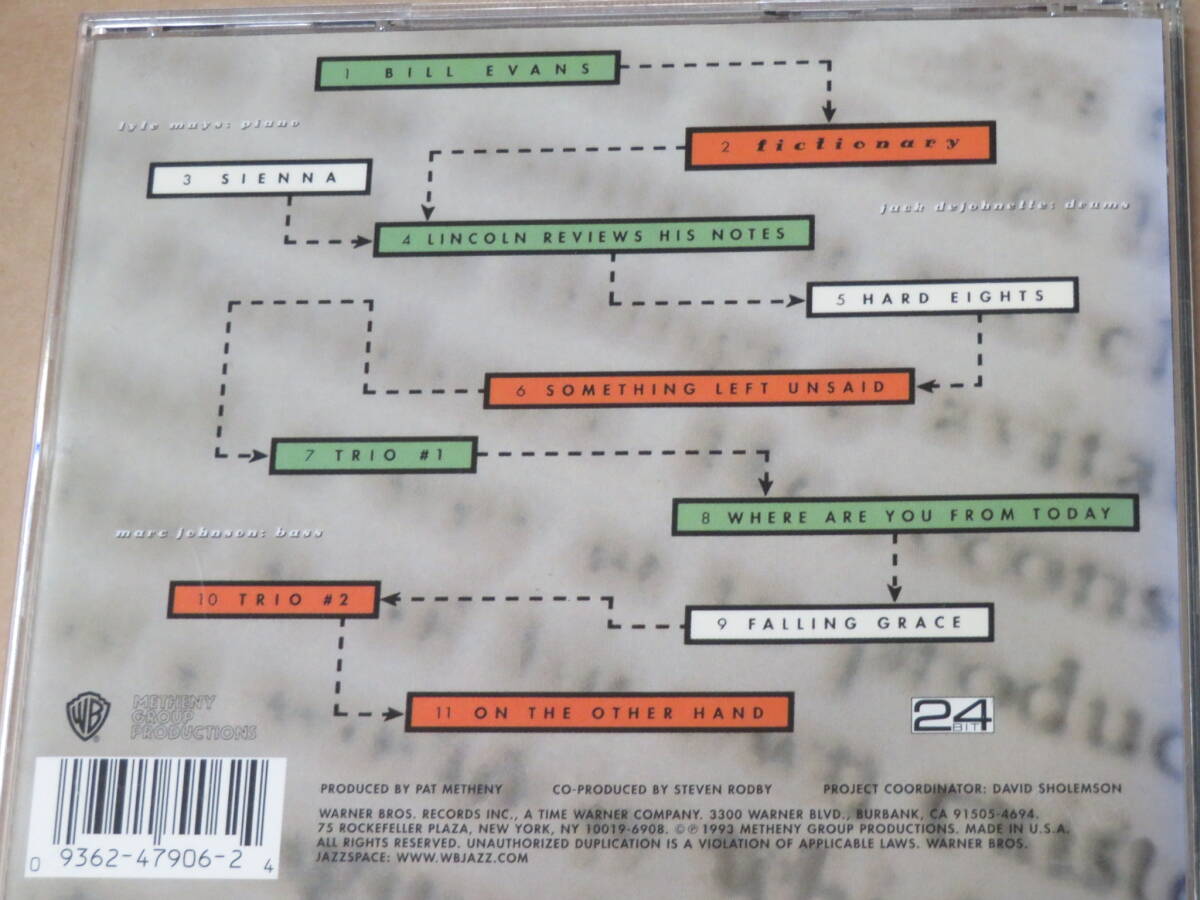 1 BILL EVANS
lyle mays: piano
2 fictionary
3 SIENNA
jack dejohnette: drums
4 LINCOLN REVIEWS HIS NOTES
5 HARD EIGHTS
6 SOMETHING LEFT UNSAID
7 TRIO #1
8 WHERE ARE YOU FROM TODAY
marc johnson: bass
10 TRIO #2
9 FALLING GRACE
11 ON THE OTHER HAND
WB
METHENY
GROUP
PRODUCTIONS
24
BIT
PRODUCED BY PAT METHENY CO-PRODUCED BY STEVEN RODBY PROJECT COORDINATOR: DAVID SHOLEMSON
WARNER BROS. RECORDS INC., A TIME WARNER COMPANY. 3300 WARNER BLVD., BURBANK, CA 91505-4694.
75 ROCKEFELLER PLAZA, NEW YORK, NY 10019-6908. ©℗ 1993 METHENY GROUP PRODUCTIONS. MADE IN U.S.A.
ALL RIGHTS RESERVED. UNAUTHORIZED DUPLICATION IS A VIOLATION OF APPLICABLE LAWS. WARNER BROS.
JAZZSPACE: WWW.WBJAZZ.COM
0 9362-47906-2 4